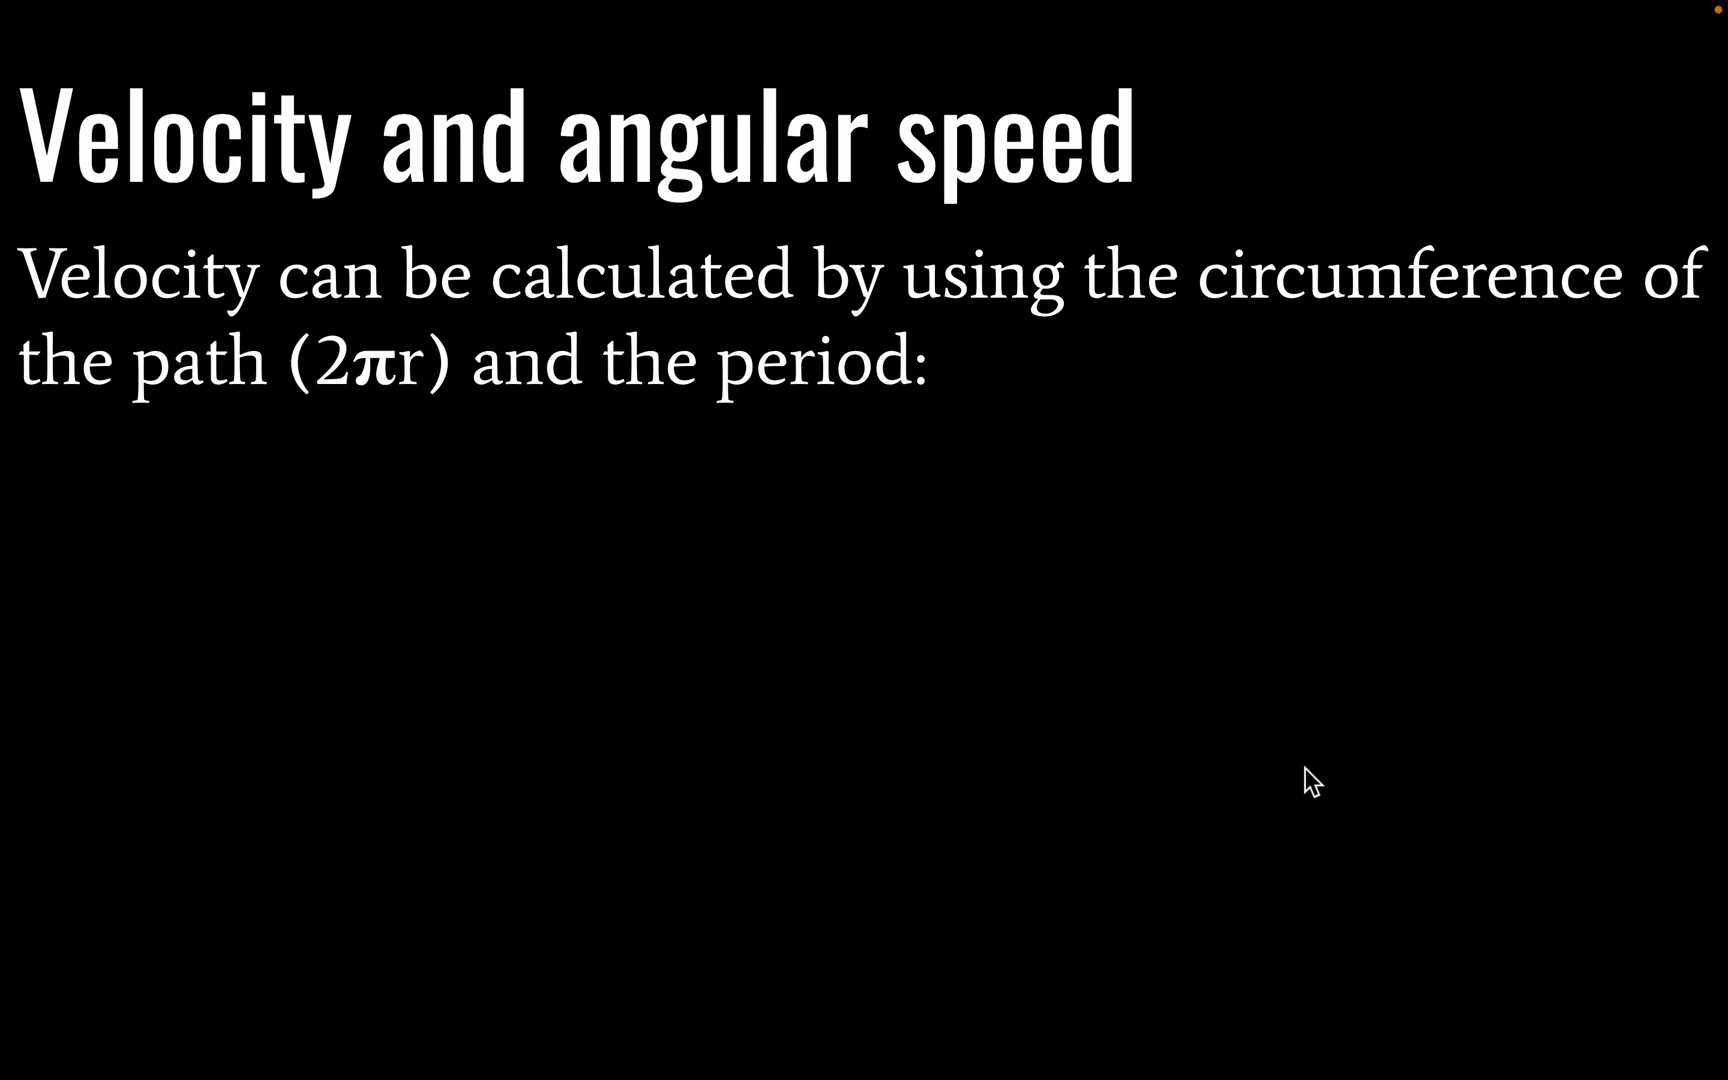 Velocity and angular speed
Velocity can be calculated by using the circumference of
the path (2πr) and the period: